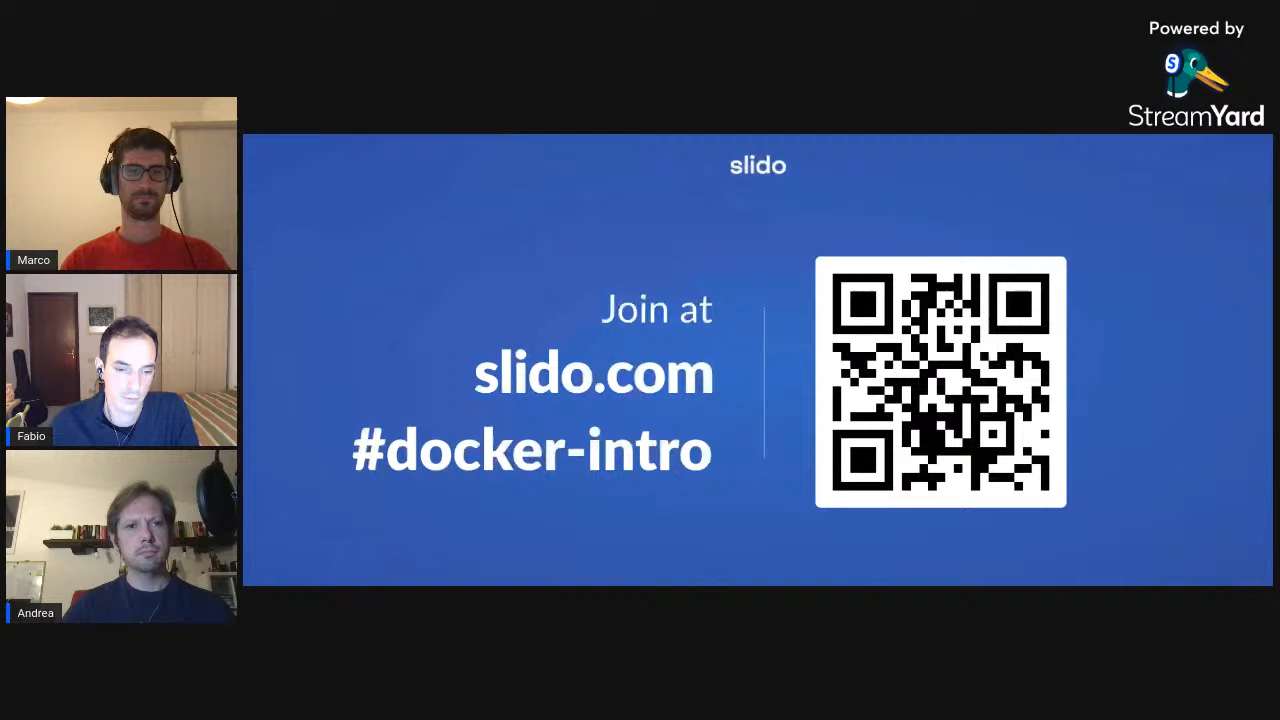 Powered by
StreamYard
Marco
Fabio
Andrea
slido
Join at
slido.com
#docker-intro